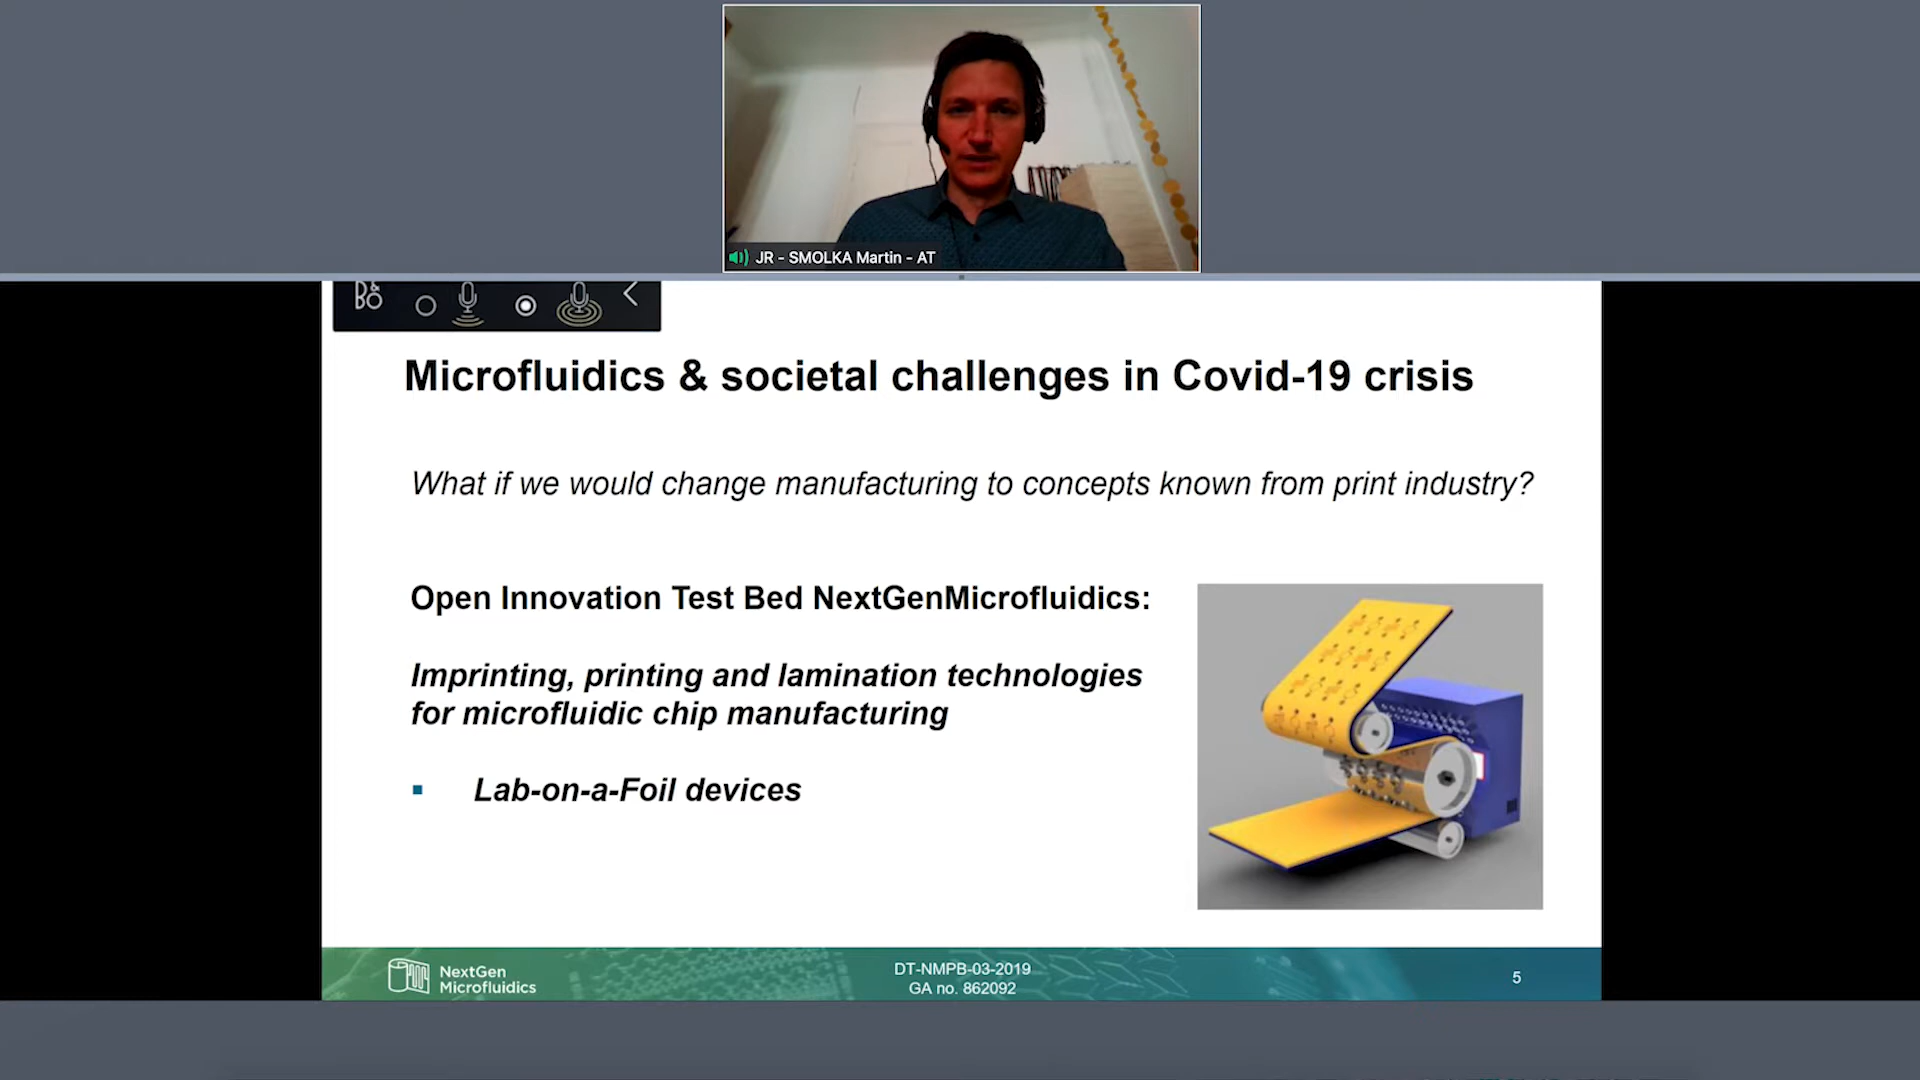 JR - SMOLKA Martin - AT
Microfluidics & societal challenges in Covid-19 crisis
What if we would change manufacturing to concepts known from print industry?
Open Innovation Test Bed NextGenMicrofluidics:
Imprinting, printing and lamination technologies
for microfluidic chip manufacturing
▪ Lab-on-a-Foil devices
NextGen
Microfluidics
DT-NMPB-03-2019
GA no. 862092
5